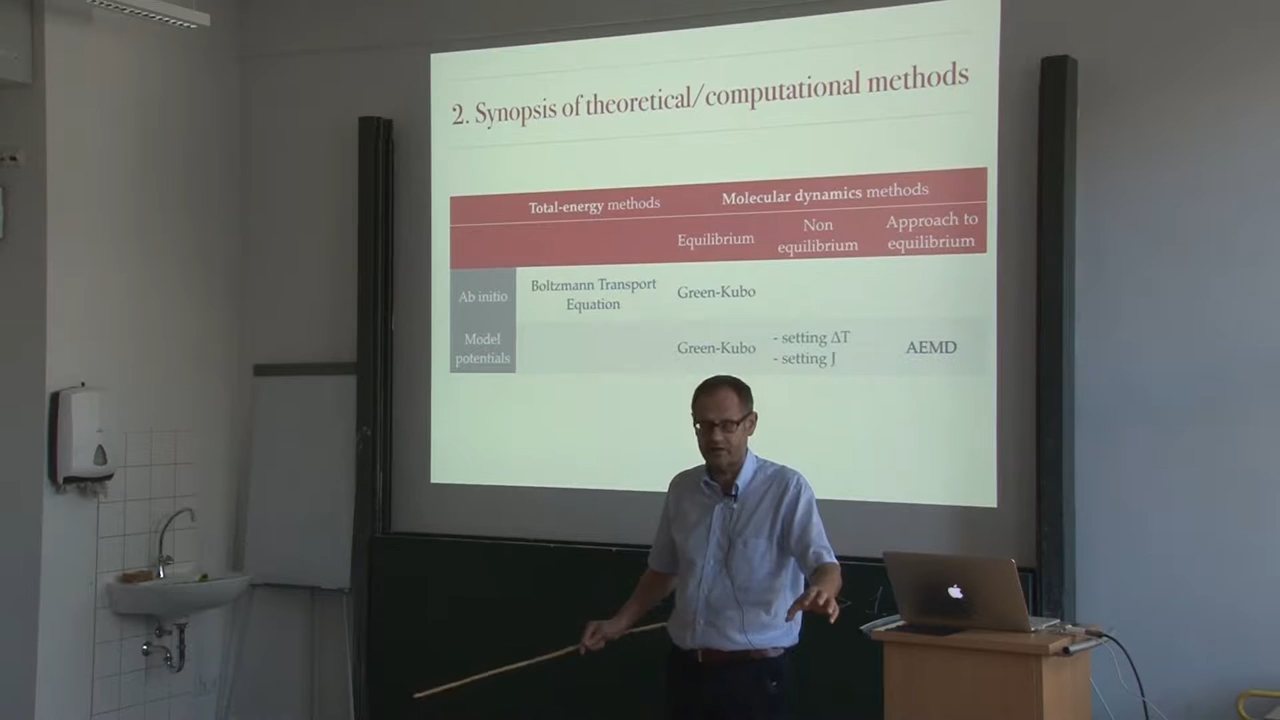 2. Synopsis of theoretical/computational methods
Total-energy methods
Molecular dynamics methods
Equilibrium
Non
equilibrium
Approach to
equilibrium
Ab initio
Boltzmann Transport
Equation
Green-Kubo
Model
potentials
Green-Kubo
- setting ΔT
- setting J
AEMD